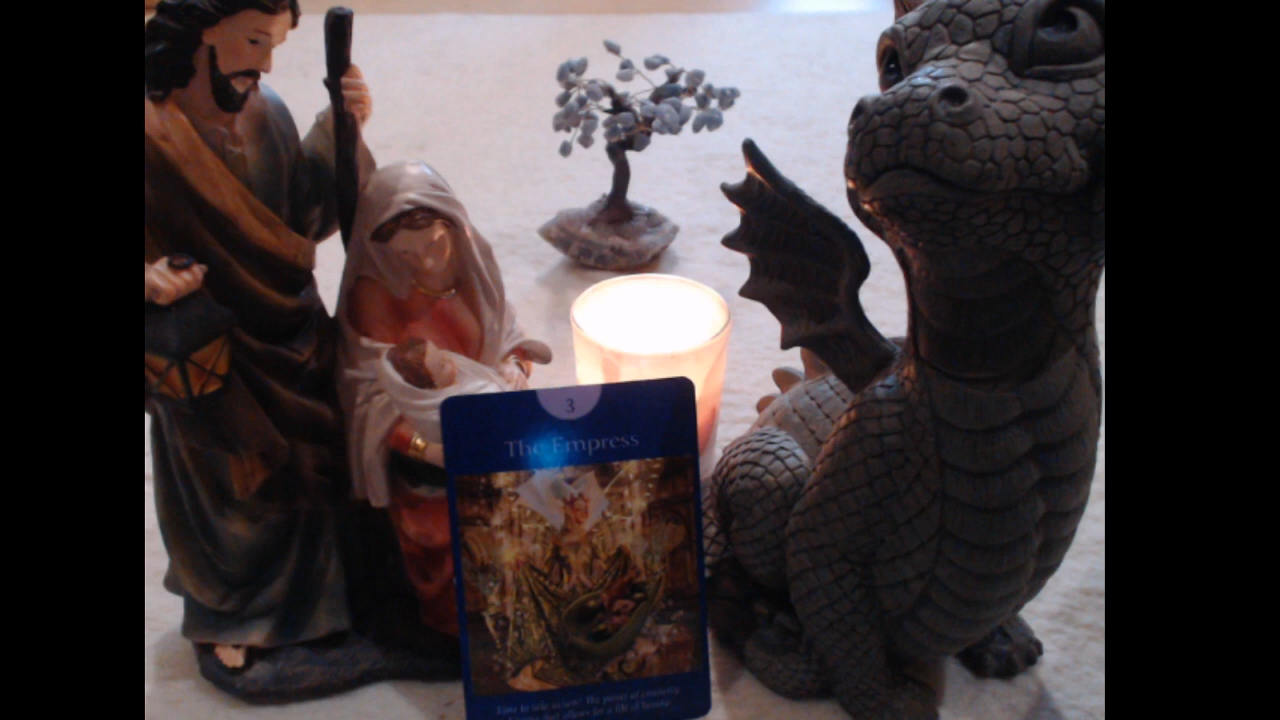 3
The Empress
Time to take action! The power of creativity.
that allows for a life of beauty.